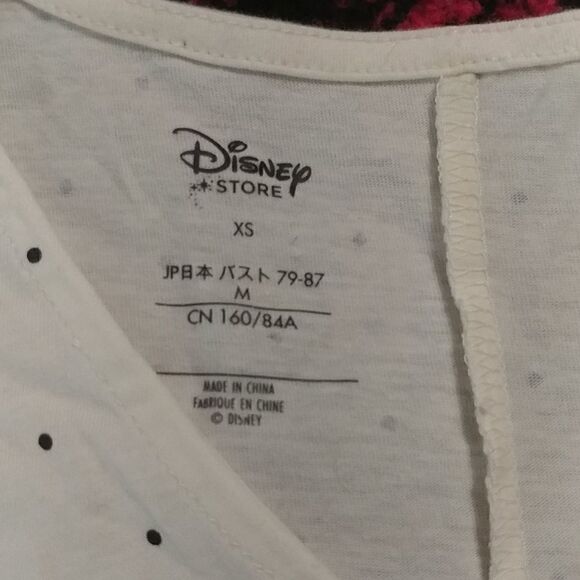 Disney
STORE
XS
JP日本 バスト 79-87
M
CN 160/84A
MADE IN CHINA
FABRIQUE EN CHINE
© DISNEY